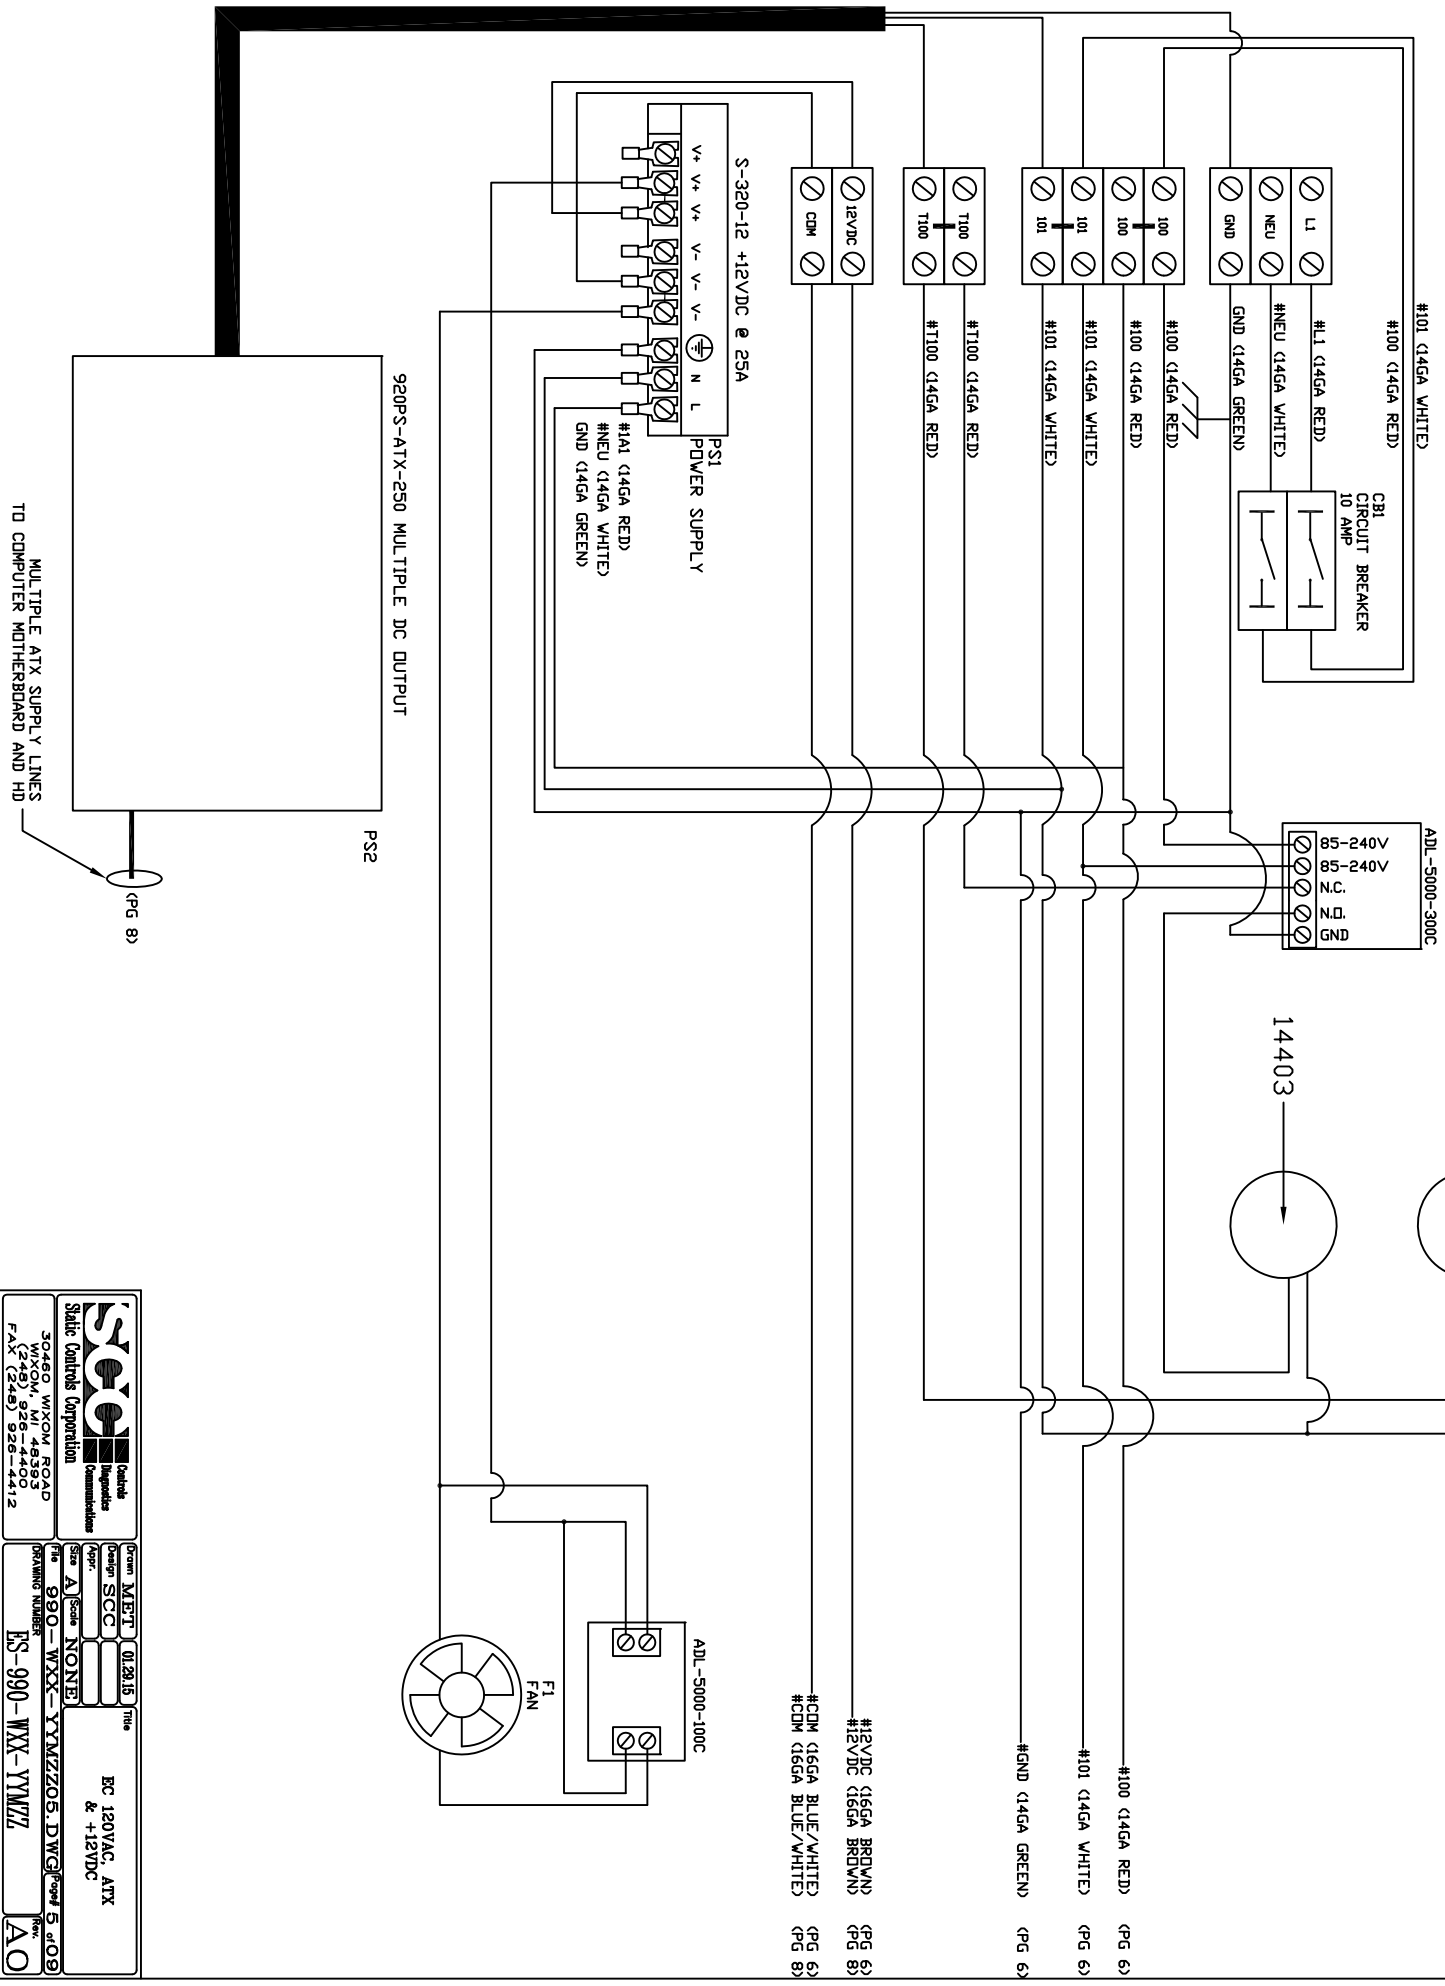 #101 (14GA WHITE)
#100 (14GA RED)
L1
NEU
GND
#L1 (14GA RED)
#NEU (14GA WHITE)
GND (14GA GREEN)
CB1
CIRCUIT BREAKER
10 AMP
100
100
101
101
#100 (14GA RED)
#100 (14GA RED)
#101 (14GA WHITE)
#101 (14GA WHITE)
T100
T100
#T100 (14GA RED)
#T100 (14GA RED)
12VDC
COM
S-320-12 +12VDC @ 25A
V+ V+ V+ V- V- V- N L
PS1
POWER SUPPLY
#1A1 (14GA RED)
#NEU (14GA WHITE)
GND (14GA GREEN)
920PS-ATX-250 MULTIPLE DC OUTPUT
PS2
MULTIPLE ATX SUPPLY LINES
TO COMPUTER MOTHERBOARD AND HD
(PG 8)
ADL-5000-300C
85-240V
85-240V
N.C.
N.O.
GND
14403
ADL-5000-100C
F1
FAN
#100 (14GA RED) (PG 6)
#101 (14GA WHITE) (PG 6)
#GND (14GA GREEN) (PG 6)
#12VDC (16GA BROWN) (PG 6)
#12VDC (16GA BROWN) (PG 8)
#COM (16GA BLUE/WHITE) (PG 6)
#COM (16GA BLUE/WHITE) (PG 8)
SCC
Controls
Diagnostics
Communications
Static Controls Corporation
30460 WIXOM ROAD
WIXOM, MI 48393
(248) 926-4400
FAX (248) 926-4412
Drawn MET 01.29.15
Design SCC
Appr.
Size A Scale NONE
Title
EC 120VAC, ATX
& +12VDC
File 990-WXX-YYMZZ05.DWG Page# 5 of 09
DRAWING NUMBER
ES-990-WXX-YYMZZ
Rev.
A0